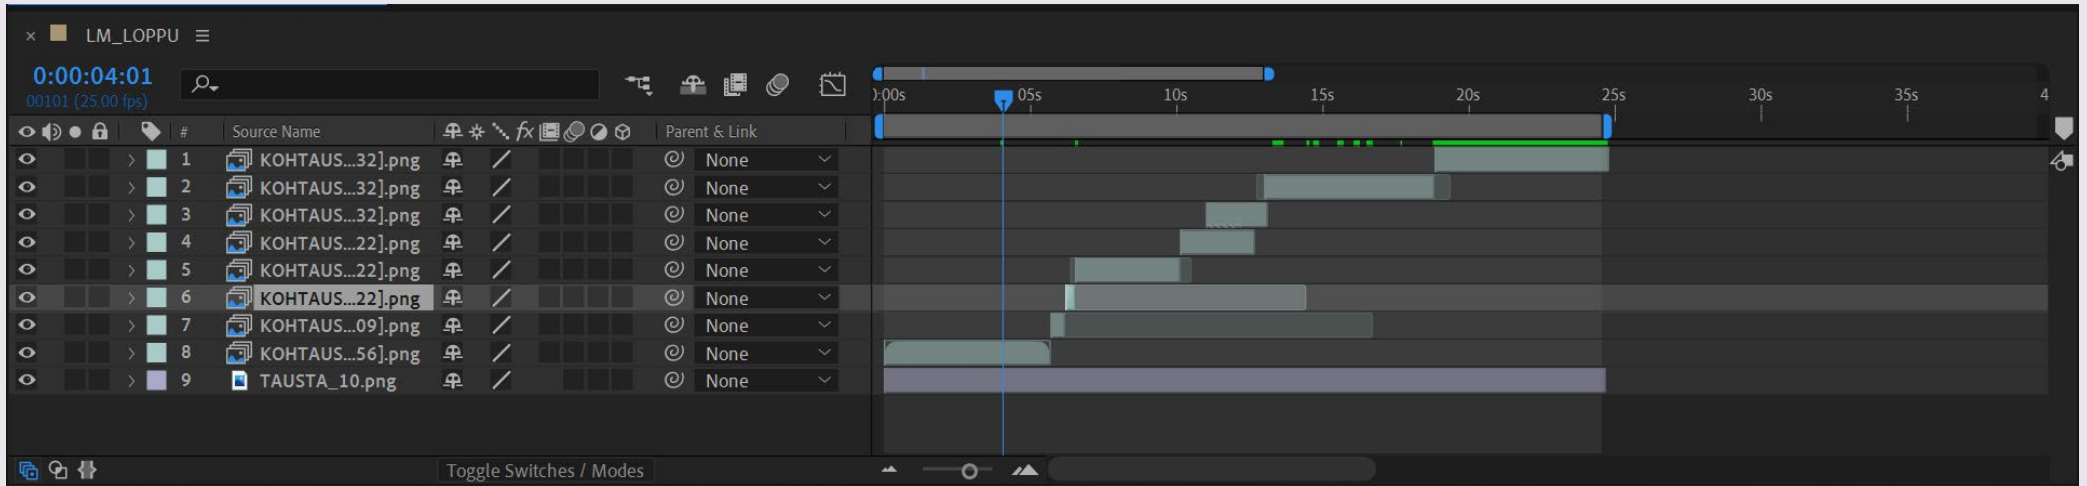 × LM_LOPPU
0:00:04:01
00101 (25.00 fps)
):00s 05s 10s 15s 20s 25s 30s 35s 4
# Source Name fx Parent & Link
1 KOHTAUS...32].png None
2 KOHTAUS...32].png None
3 KOHTAUS...32].png None
4 KOHTAUS...22].png None
5 KOHTAUS...22].png None
6 KOHTAUS...22].png None
7 KOHTAUS...09].png None
8 KOHTAUS...56].png None
9 TAUSTA_10.png None
Toggle Switches / Modes